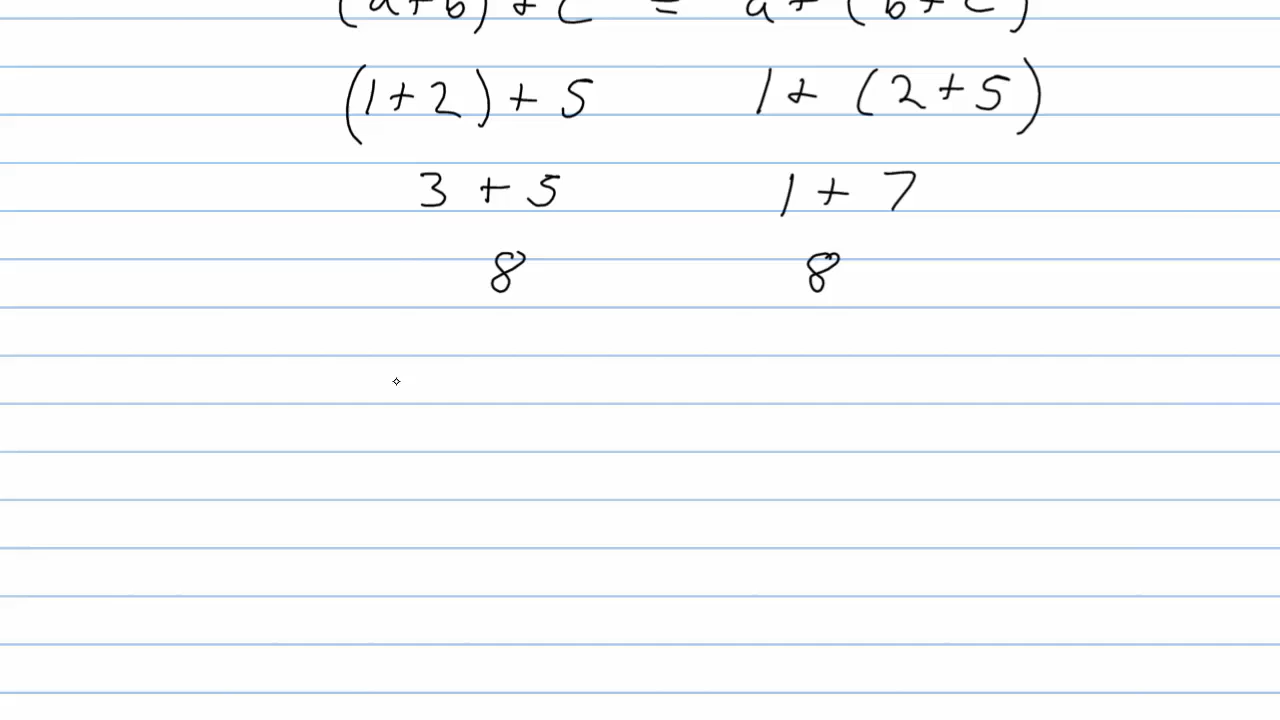 (a+b) + c = a + (b+c)
(1+2) + 5 1 + (2+5)
3 + 5 1 + 7
8 8